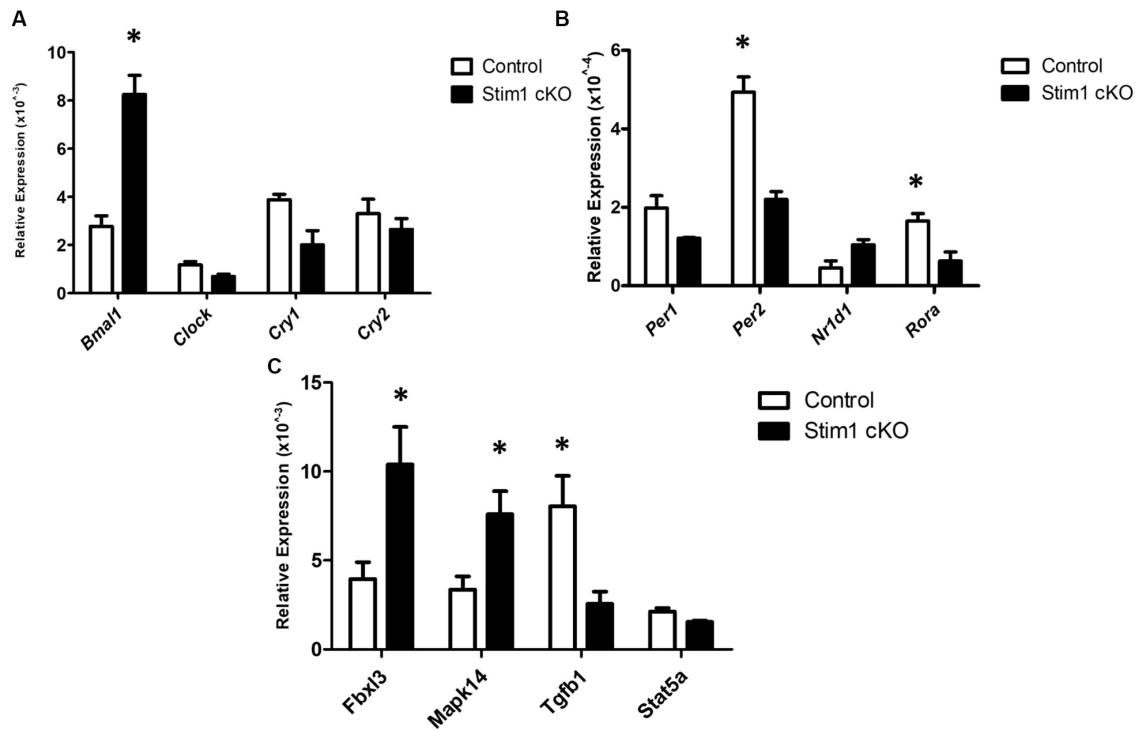 A
*
Relative Expression (x10^-3)
10
8
6
4
2
0
Bmal1
Clock
Cry1
Cry2
Control
Stim1 cKO
B
*
*
Relative Expression (x10^-4)
6
4
2
0
Per1
Per2
Nr1d1
Rora
Control
Stim1 cKO
C
*
*
*
Relative Expression (x10^-3)
15
10
5
0
Fbxl3
Mapk14
Tgfb1
Stat5a
Control
Stim1 cKO